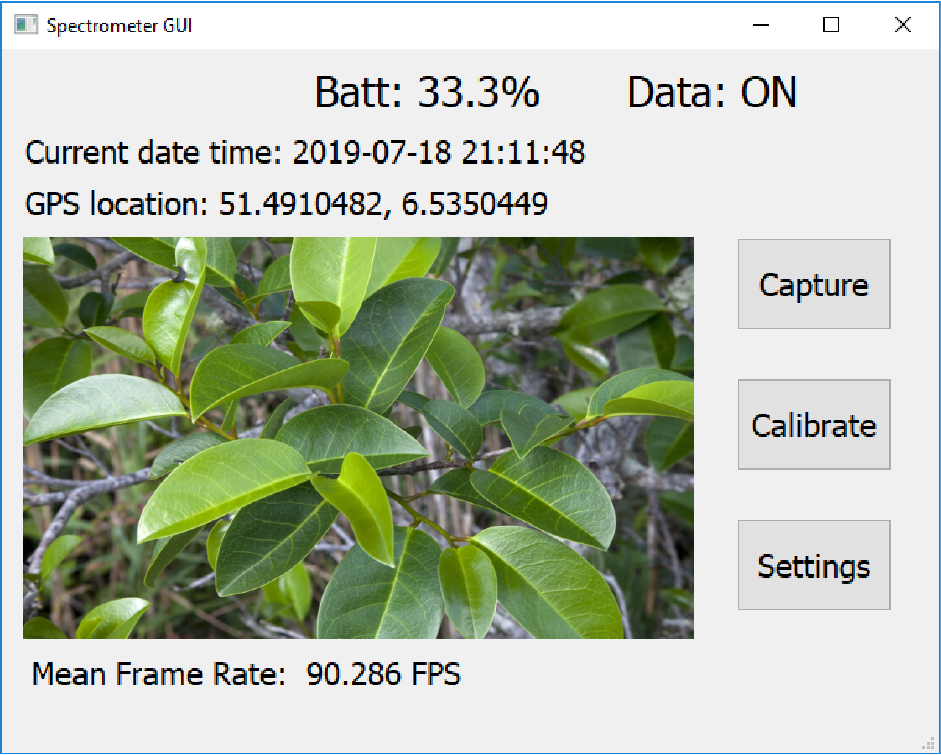 Spectrometer GUI
Batt: 33.3% Data: ON
Current date time: 2019-07-18 21:11:48
GPS location: 51.4910482, 6.5350449
Capture
Calibrate
Settings
Mean Frame Rate: 90.286 FPS